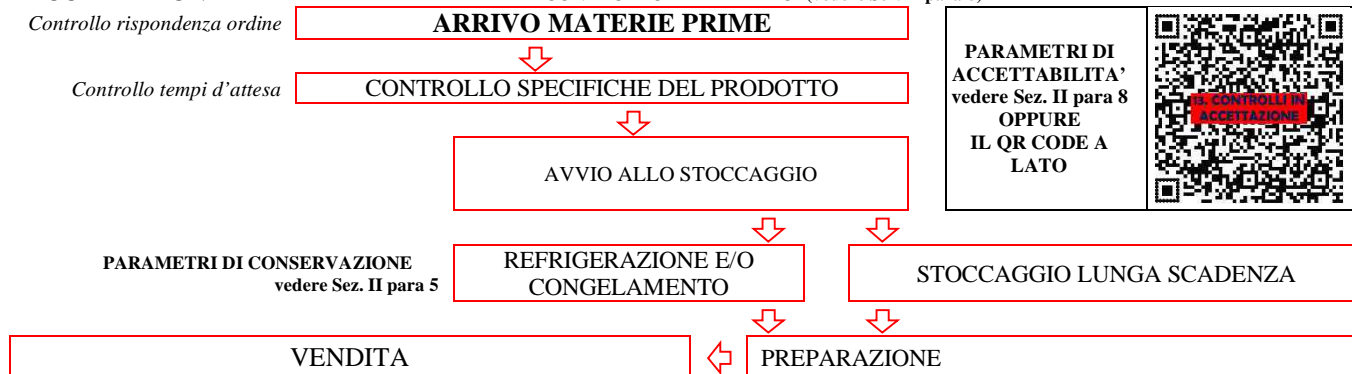 Controllo rispondenza ordine
ARRIVO MATERIE PRIME
Controllo tempi d'attesa
CONTROLLO SPECIFICHE DEL PRODOTTO
PARAMETRI DI
ACCETTABILITA'
vedere Sez. II para 8
OPPURE
IL QR CODE A
LATO
33. CONTROLLI IN
ACCETTAZIONE
AVVIO ALLO STOCCAGGIO
PARAMETRI DI CONSERVAZIONE
vedere Sez. II para 5
REFRIGERAZIONE E/O
CONGELAMENTO
STOCCAGGIO LUNGA SCADENZA
VENDITA
PREPARAZIONE